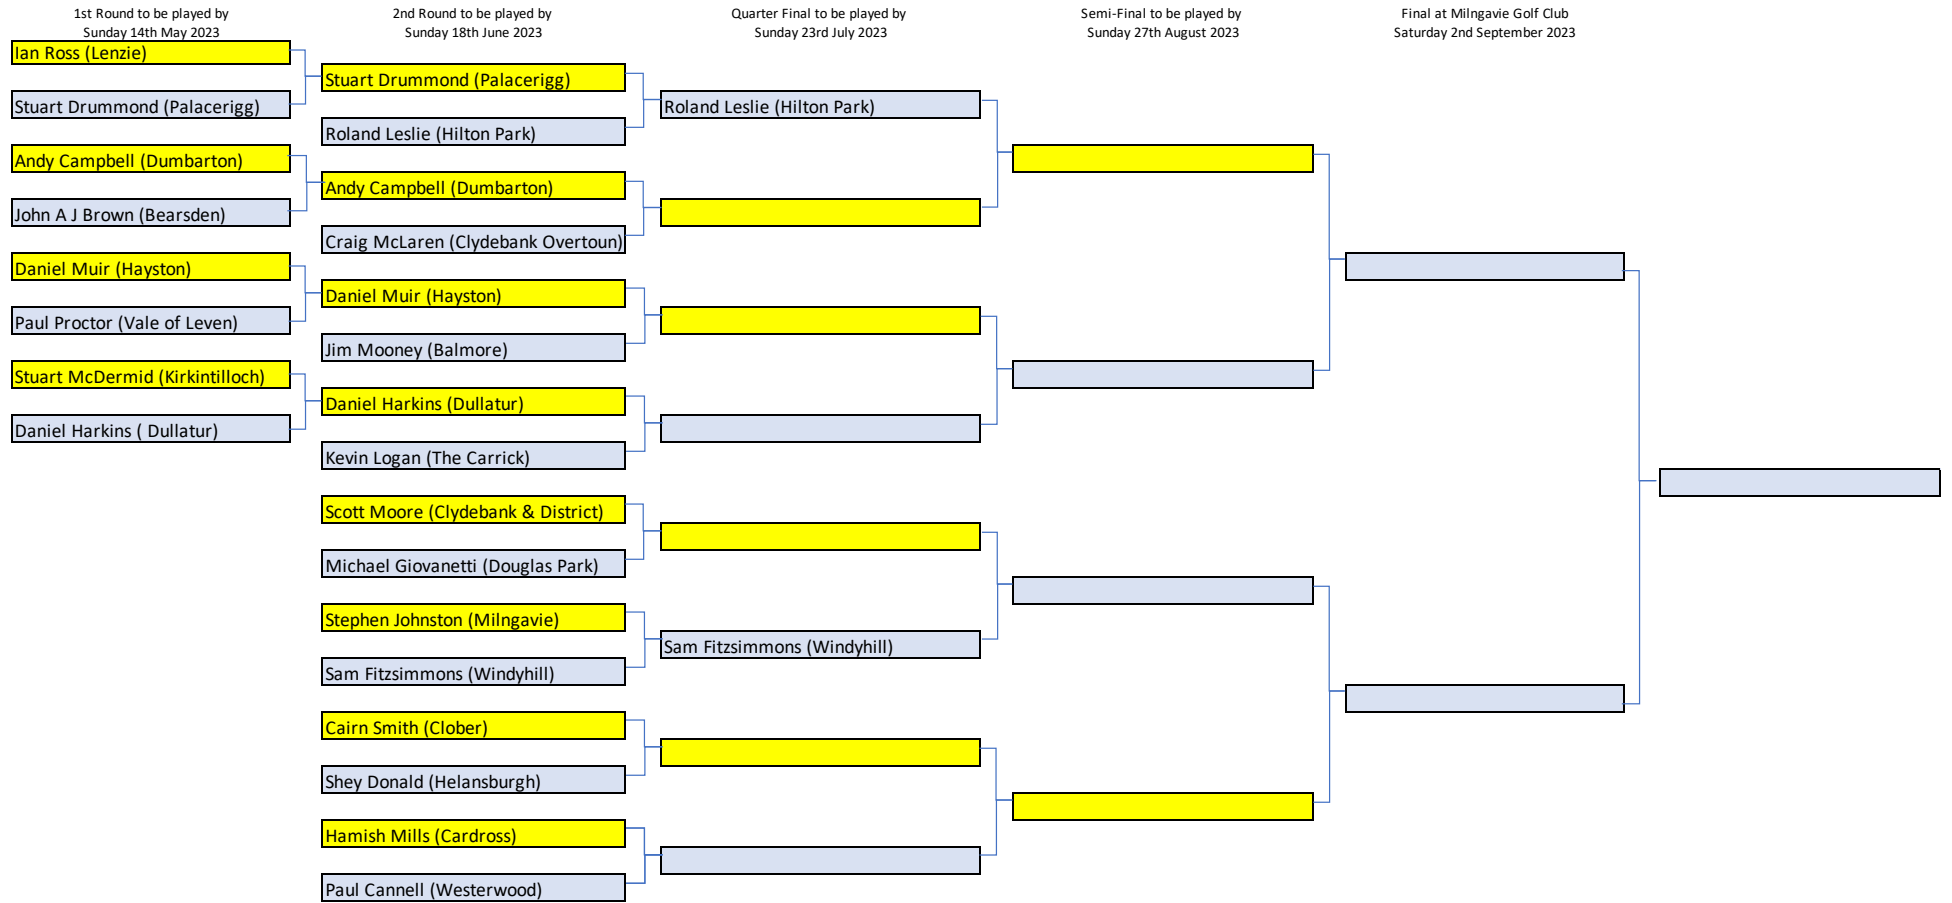 1st Round to be played by
Sunday 14th May 2023
2nd Round to be played by
Sunday 18th June 2023
Quarter Final to be played by
Sunday 23rd July 2023
Semi-Final to be played by
Sunday 27th August 2023
Final at Milngavie Golf Club
Saturday 2nd September 2023
Ian Ross (Lenzie)
Stuart Drummond (Palacerigg)
Andy Campbell (Dumbarton)
John A J Brown (Bearsden)
Daniel Muir (Hayston)
Paul Proctor (Vale of Leven)
Stuart McDermid (Kirkintilloch)
Daniel Harkins ( Dullatur)
Stuart Drummond (Palacerigg)
Roland Leslie (Hilton Park)
Andy Campbell (Dumbarton)
Craig McLaren (Clydebank Overtoun)
Daniel Muir (Hayston)
Jim Mooney (Balmore)
Daniel Harkins (Dullatur)
Kevin Logan (The Carrick)
Scott Moore (Clydebank & District)
Michael Giovanetti (Douglas Park)
Stephen Johnston (Milngavie)
Sam Fitzsimmons (Windyhill)
Cairn Smith (Clober)
Shey Donald (Helansburgh)
Hamish Mills (Cardross)
Paul Cannell (Westerwood)
Roland Leslie (Hilton Park)
Sam Fitzsimmons (Windyhill)